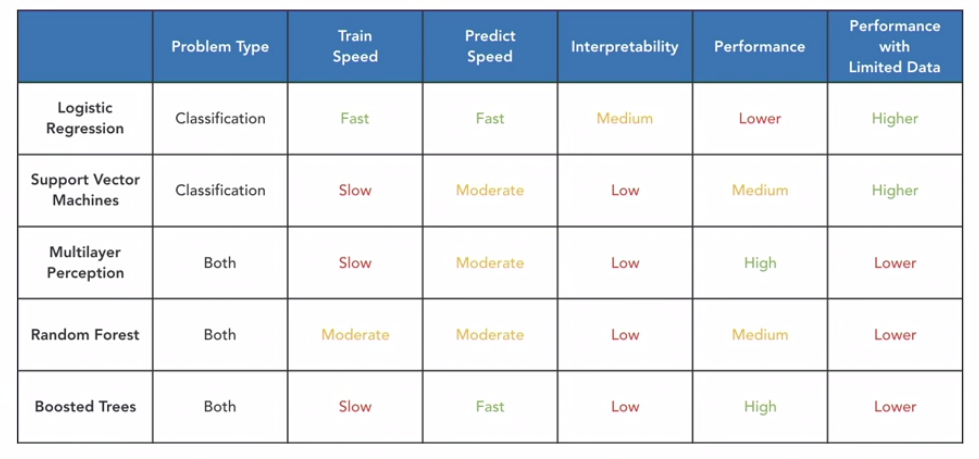 Problem Type
Train
Speed
Predict
Speed
Interpretability
Performance
Performance
with
Limited Data
Logistic
Regression
Classification
Fast
Fast
Medium
Lower
Higher
Support Vector
Machines
Classification
Slow
Moderate
Low
Medium
Higher
Multilayer
Perception
Both
Slow
Moderate
Low
High
Lower
Random Forest
Both
Moderate
Moderate
Low
Medium
Lower
Boosted Trees
Both
Slow
Fast
Low
High
Lower